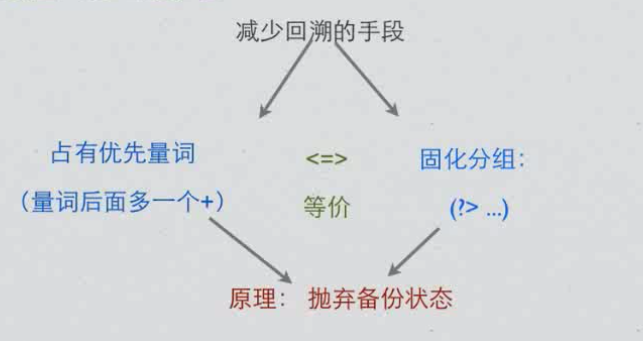 减少回溯的手段
占有优先量词 <=> 固化分组：
（量词后面多一个+） 等价 (?> ...)
原理： 抛弃备份状态